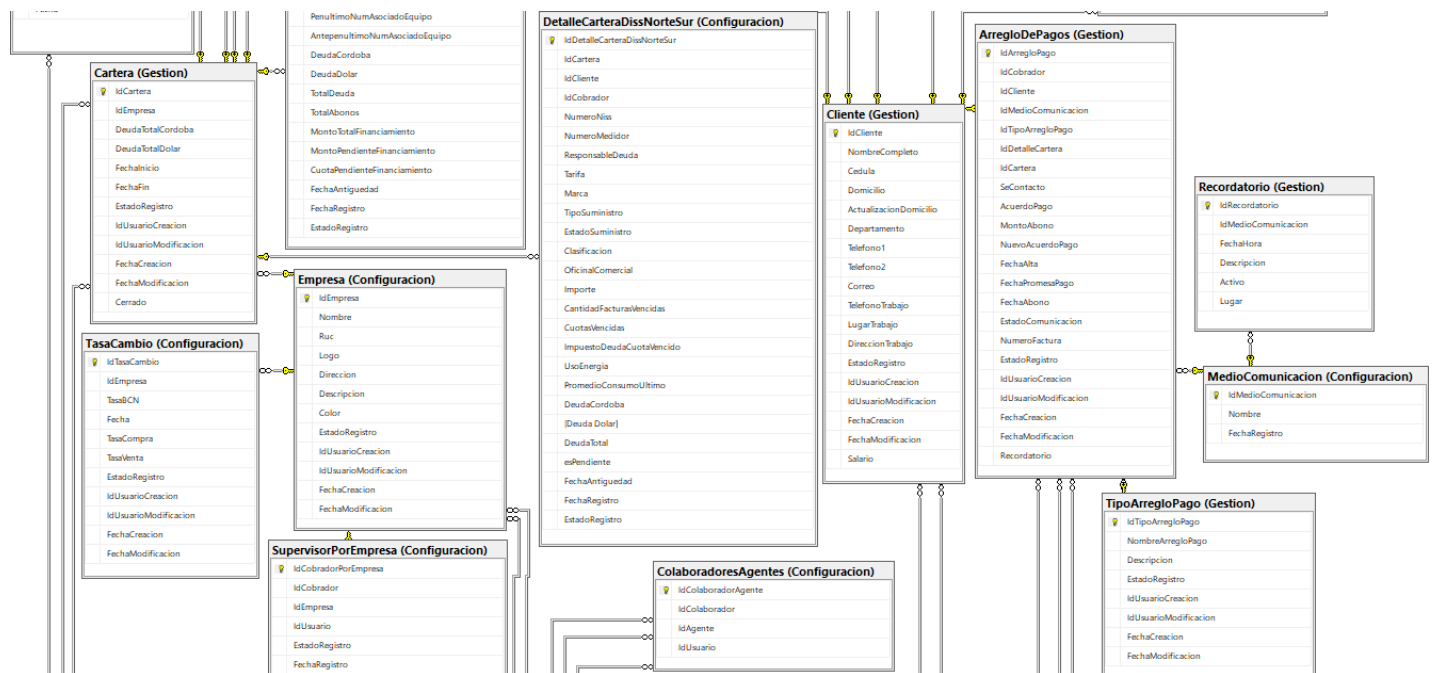 Cartera (Gestion)
IdCartera
IdEmpresa
DeudaTotalCordoba
DeudaTotalDolar
FechaInicio
FechaFin
EstadoRegistro
IdUsuarioCreacion
IdUsuarioModificacion
FechaCreacion
FechaModificacion
Cerrado
TasaCambio (Configuracion)
IdTasaCambio
IdEmpresa
TasaBCN
Fecha
TasaCompra
TasaVenta
EstadoRegistro
IdUsuarioCreacion
IdUsuarioModificacion
FechaCreacion
FechaModificacion
PenultimoNumAsociadoEquipo
AntepenultimoNumAsociadoEquipo
DeudaCordoba
DeudaDolar
TotalDeuda
TotalAbonos
MontoTotalFinanciamiento
MontoPendienteFinanciamiento
CuotaPendienteFinanciamiento
FechaAntiguedad
FechaRegistro
EstadoRegistro
Empresa (Configuracion)
IdEmpresa
Nombre
Ruc
Logo
Direccion
Descripcion
Color
EstadoRegistro
IdUsuarioCreacion
IdUsuarioModificacion
FechaCreacion
FechaModificacion
SupervisorPorEmpresa (Configuracion)
IdCobradorPorEmpresa
IdCobrador
IdEmpresa
IdUsuario
EstadoRegistro
FechaRegistro
DetalleCarteraDissNorteSur (Configuracion)
IdDetalleCarteraDissNorteSur
IdCartera
IdCliente
IdCobrador
NumeroNiss
NumeroMedidor
ResponsableDeuda
Tarifa
Marca
TipoSuministro
EstadoSuministro
Clasificacion
OficinalComercial
Importe
CantidadFacturasVencidas
CuotasVencidas
ImpuestoDeudaCuotaVencido
UsoEnergia
PromedioConsumoUltimo
DeudaCordoba
[Deuda Dolar]
DeudaTotal
esPendiente
FechaAntiguedad
FechaRegistro
EstadoRegistro
ColaboradoresAgentes (Configuracion)
IdColaboradorAgente
IdColaborador
IdAgente
IdUsuario
Cliente (Gestion)
IdCliente
NombreCompleto
Cedula
Domicilio
ActualizacionDomicilio
Departamento
Telefono1
Telefono2
Correo
TelefonoTrabajo
LugarTrabajo
DireccionTrabajo
EstadoRegistro
IdUsuarioCreacion
IdUsuarioModificacion
FechaCreacion
FechaModificacion
Salario
ArregloDePagos (Gestion)
IdArregloPago
IdCobrador
IdCliente
IdMedioComunicacion
IdTipoArregloPago
IdDetalleCartera
IdCartera
SeContacto
AcuerdoPago
MontoAbono
NuevoAcuerdoPago
FechaAlta
FechaPromesaPago
FechaAbono
EstadoComunicacion
NumeroFactura
EstadoRegistro
IdUsuarioCreacion
IdUsuarioModificacion
FechaCreacion
FechaModificacion
Recordatorio
Recordatorio (Gestion)
IdRecordatorio
IdMedioComunicacion
FechaHora
Descripcion
Activo
Lugar
MedioComunicacion (Configuracion)
IdMedioComunicacion
Nombre
FechaRegistro
TipoArregloPago (Gestion)
IdTipoArregloPago
NombreArregloPago
Descripcion
EstadoRegistro
IdUsuarioCreacion
IdUsuarioModificacion
FechaCreacion
FechaModificacion